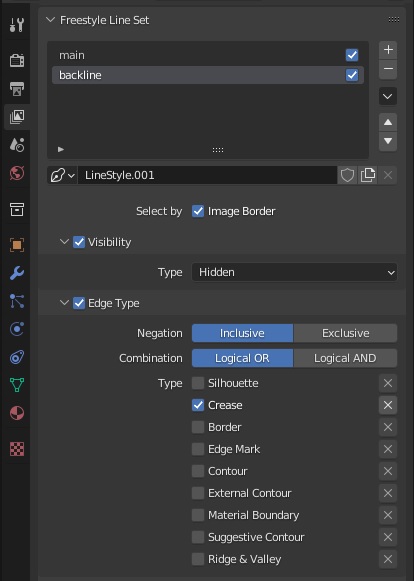 Freestyle Line Set
main
backline
LineStyle.001
Select by Image Border
Visibility
Type Hidden
Edge Type
Negation Inclusive Exclusive
Combination Logical OR Logical AND
Type Silhouette
Crease
Border
Edge Mark
Contour
External Contour
Material Boundary
Suggestive Contour
Ridge & Valley